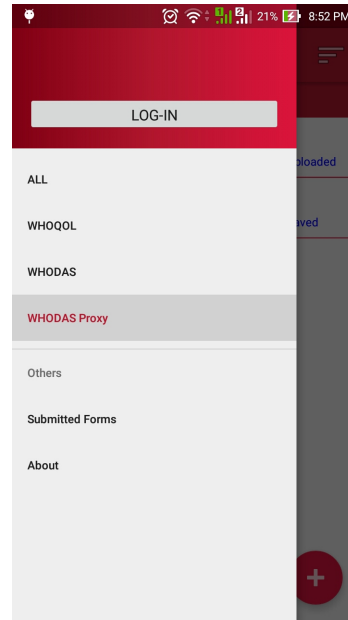 21% 8:52 PM
LOG-IN
ALL
ploaded
WHOQOL
aved
WHODAS
WHODAS Proxy
Others
Submitted Forms
About